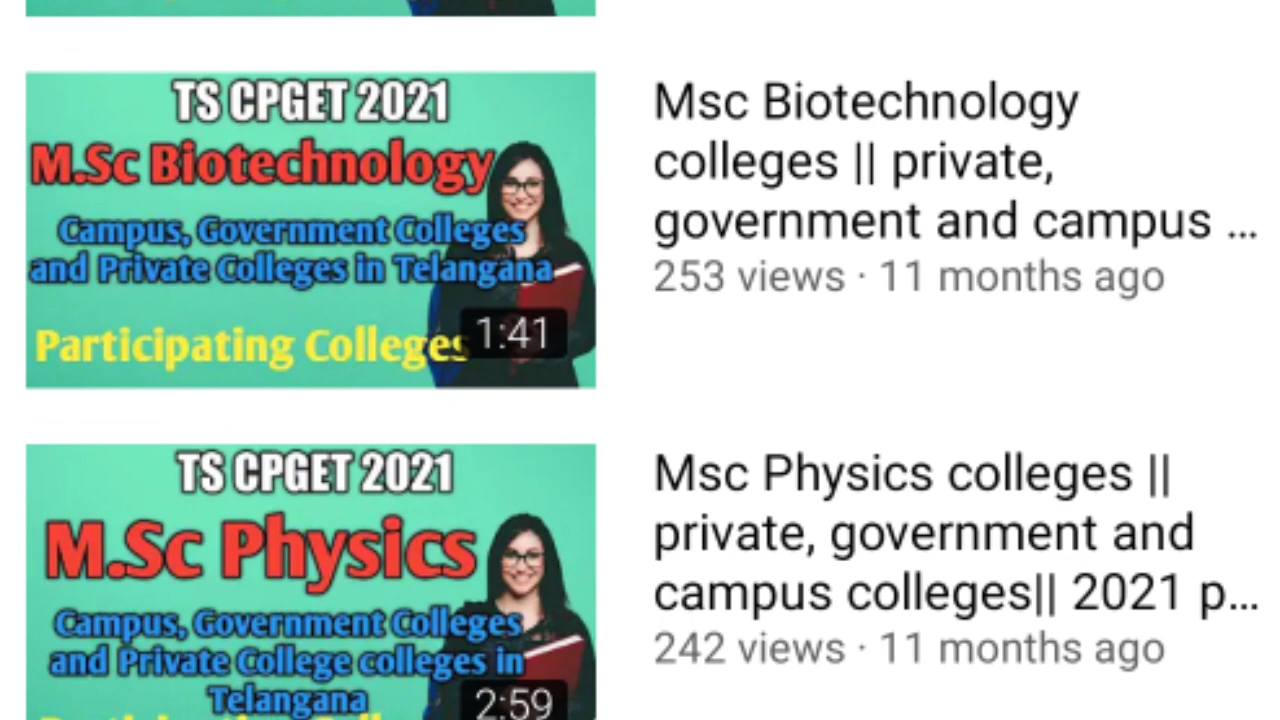 TS CPGET 2021
M.Sc Biotechnology
Campus, Government Colleges
and Private Colleges in Telangana
Participating Colleges
1:41
Msc Biotechnology
colleges || private,
government and campus ...
253 views · 11 months ago
TS CPGET 2021
M.Sc Physics
Campus, Government Colleges
and Private College colleges in
Telangana
2:59
Msc Physics colleges ||
private, government and
campus colleges|| 2021 p...
242 views · 11 months ago